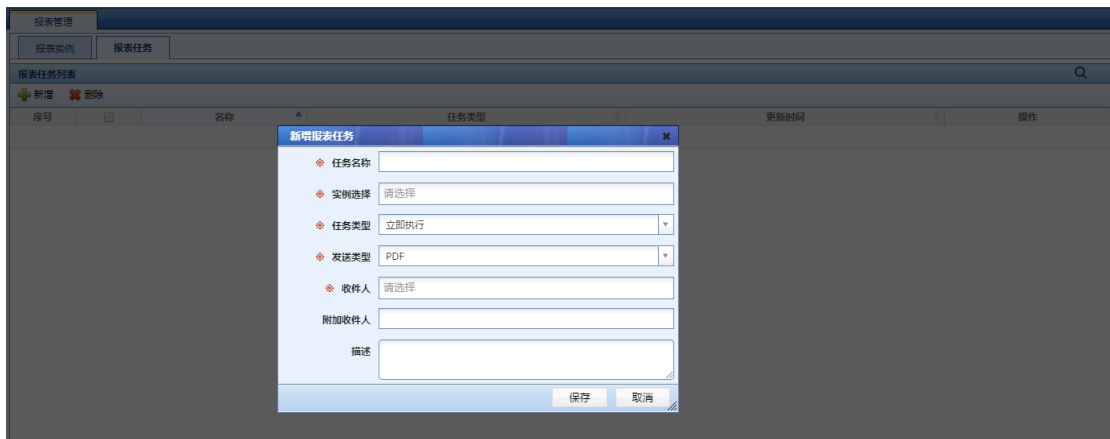 报表管理
报表实例 报表任务
报表任务列表
新增 删除
序号 名称 任务类型 更新时间 操作
新增报表任务
※ 任务名称
※ 实例选择 请选择
※ 任务类型 立即执行
※ 发送类型 PDF
※ 收件人 请选择
附加收件人
描述
保存 取消